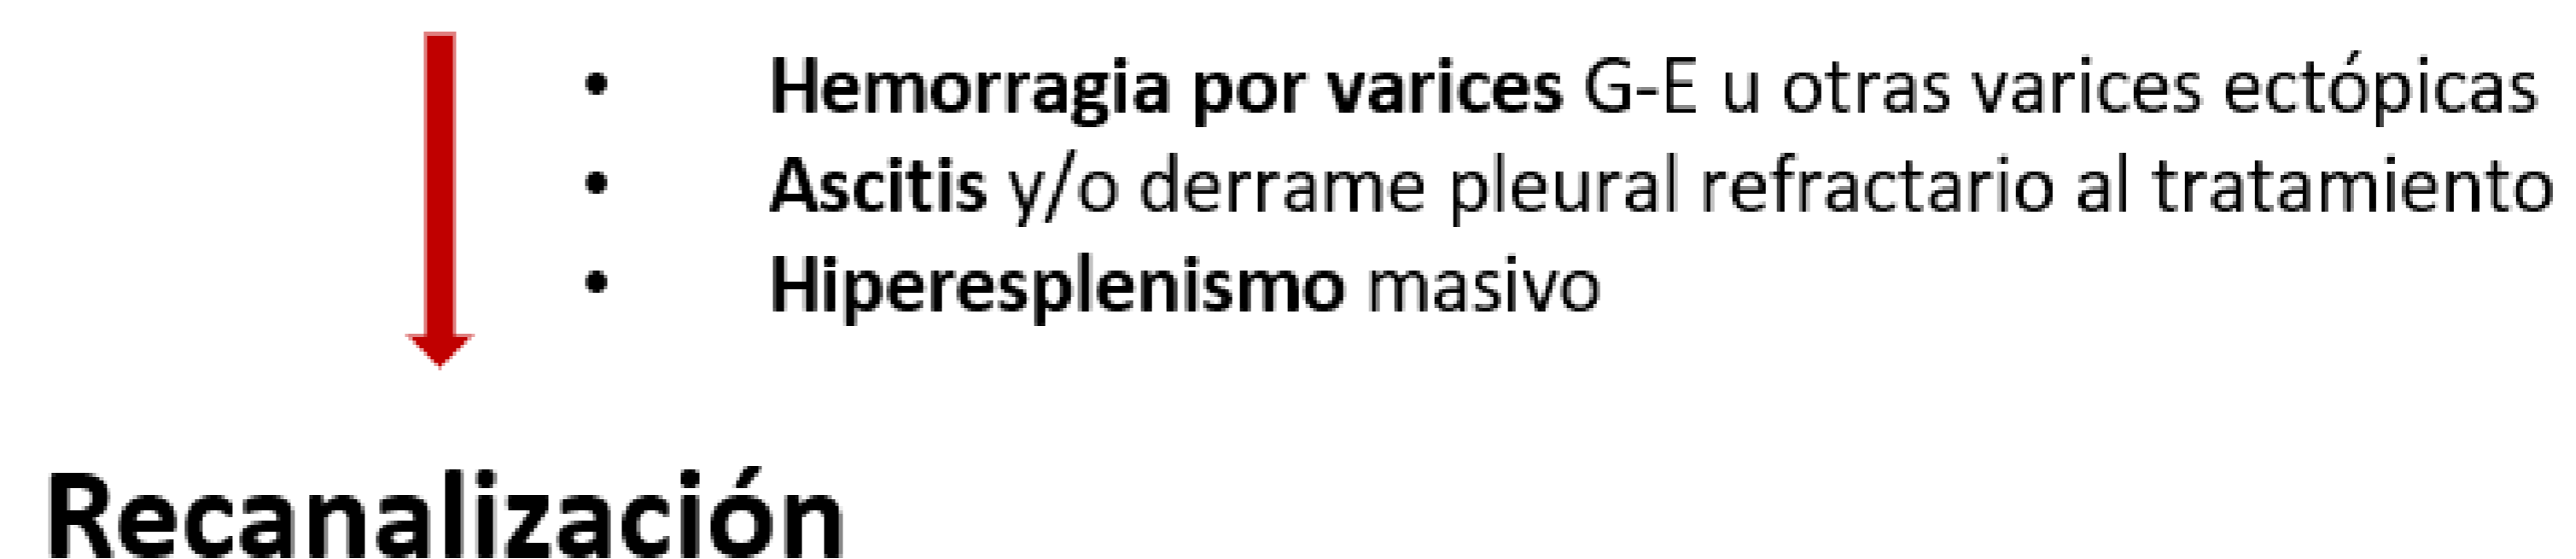 • Hemorragia por varices G-E u otras varices ectópicas
• Ascitis y/o derrame pleural refractario al tratamiento
• Hiperesplenismo masivo
Recanalización